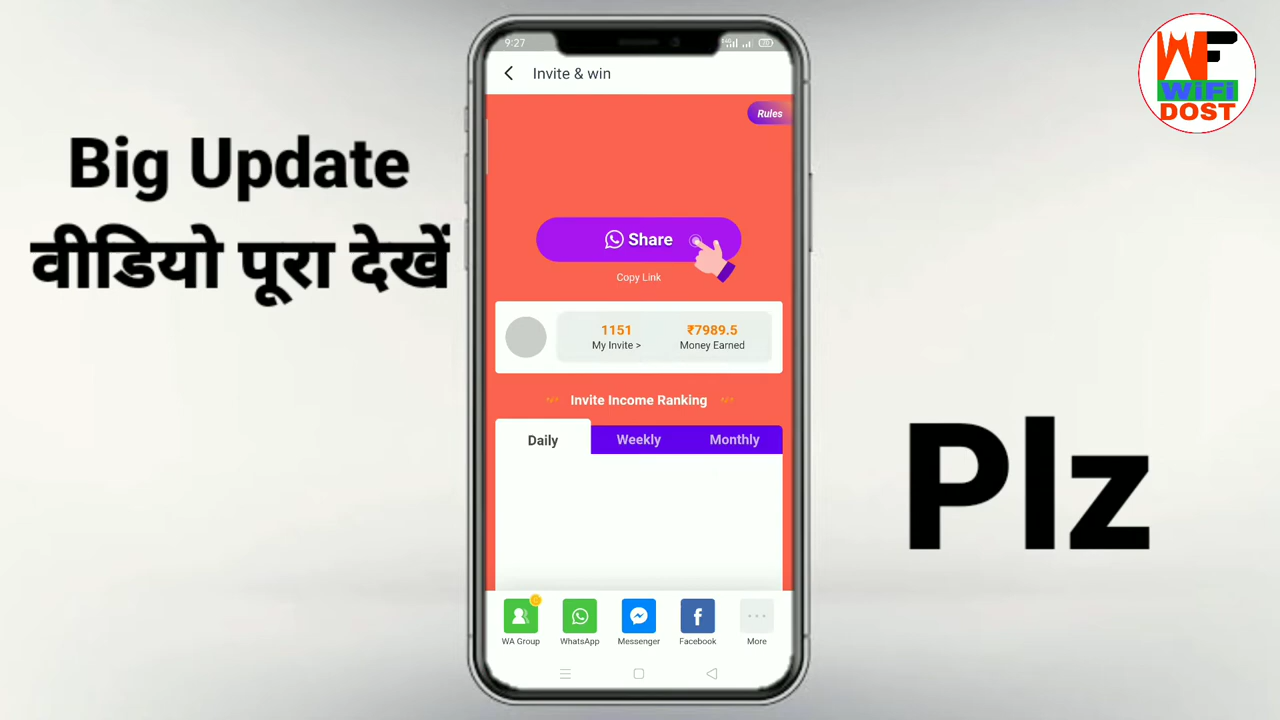 Big Update
वीडियो पूरा देखें
9:27
Invite & win
Rules
Share
Copy Link
1151
My Invite >
₹7989.5
Money Earned
Invite Income Ranking
Daily
Weekly
Monthly
WA Group
WhatsApp
Messenger
Facebook
More
WF
WiFi
DOST
Plz